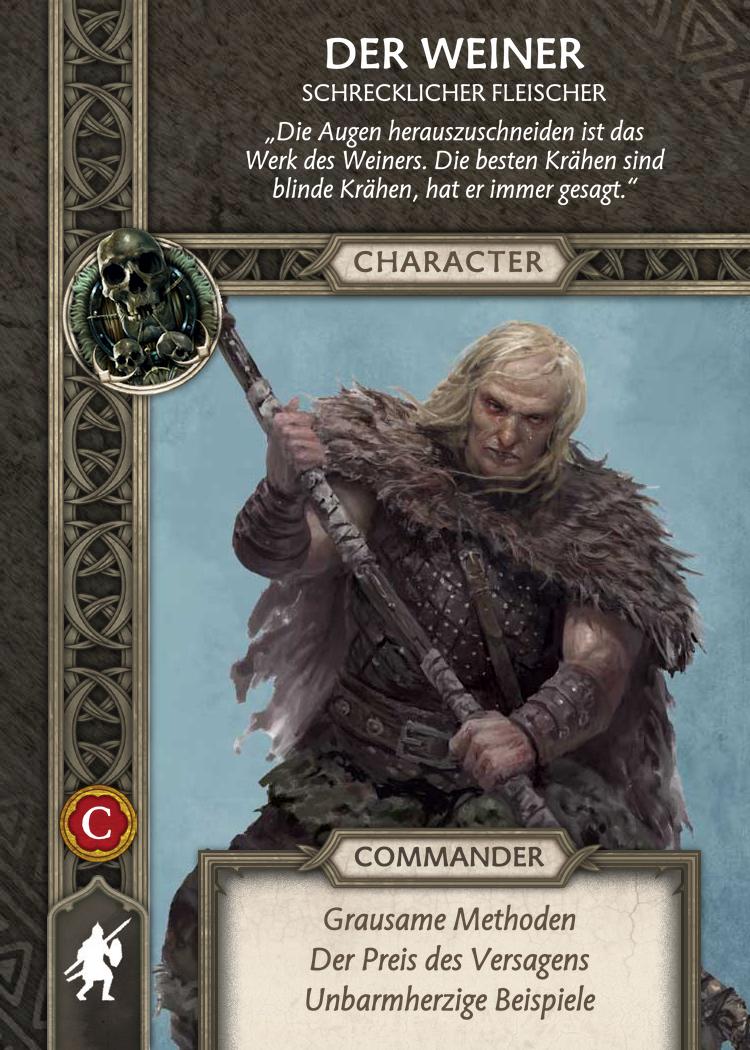 DER WEINER
SCHRECKLICHER FLEISCHER
„Die Augen herauszuschneiden ist das
Werk des Weiners. Die besten Krähen sind
blinde Krähen, hat er immer gesagt.“
CHARACTER
C
COMMANDER
Grausame Methoden
Der Preis des Versagens
Unbarmherzige Beispiele